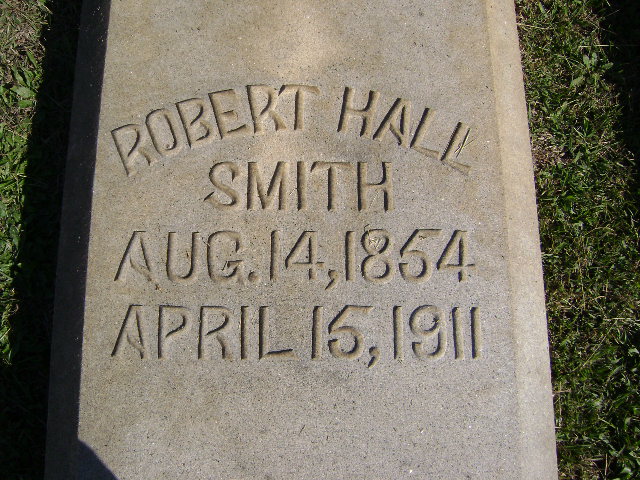 ROBERT HALL
SMITH
AUG. 14, 1854
APRIL 15, 1911